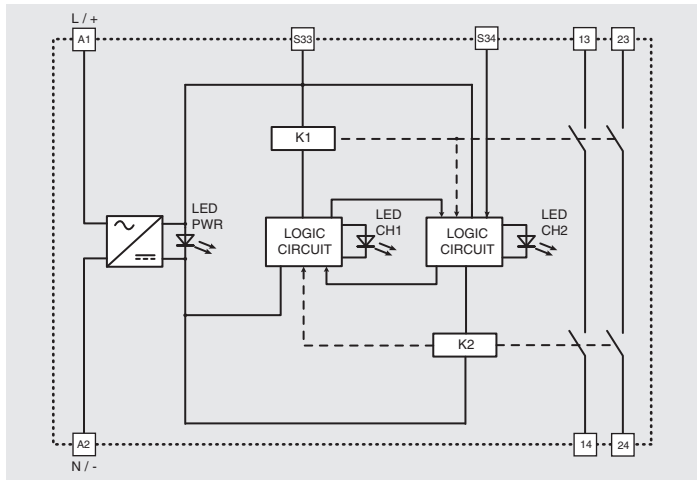 L / +
A1
S33
S34
13
23
K1
LED
PWR
LOGIC
CIRCUIT
LED
CH1
LOGIC
CIRCUIT
LED
CH2
K2
A2
14
24
N / -